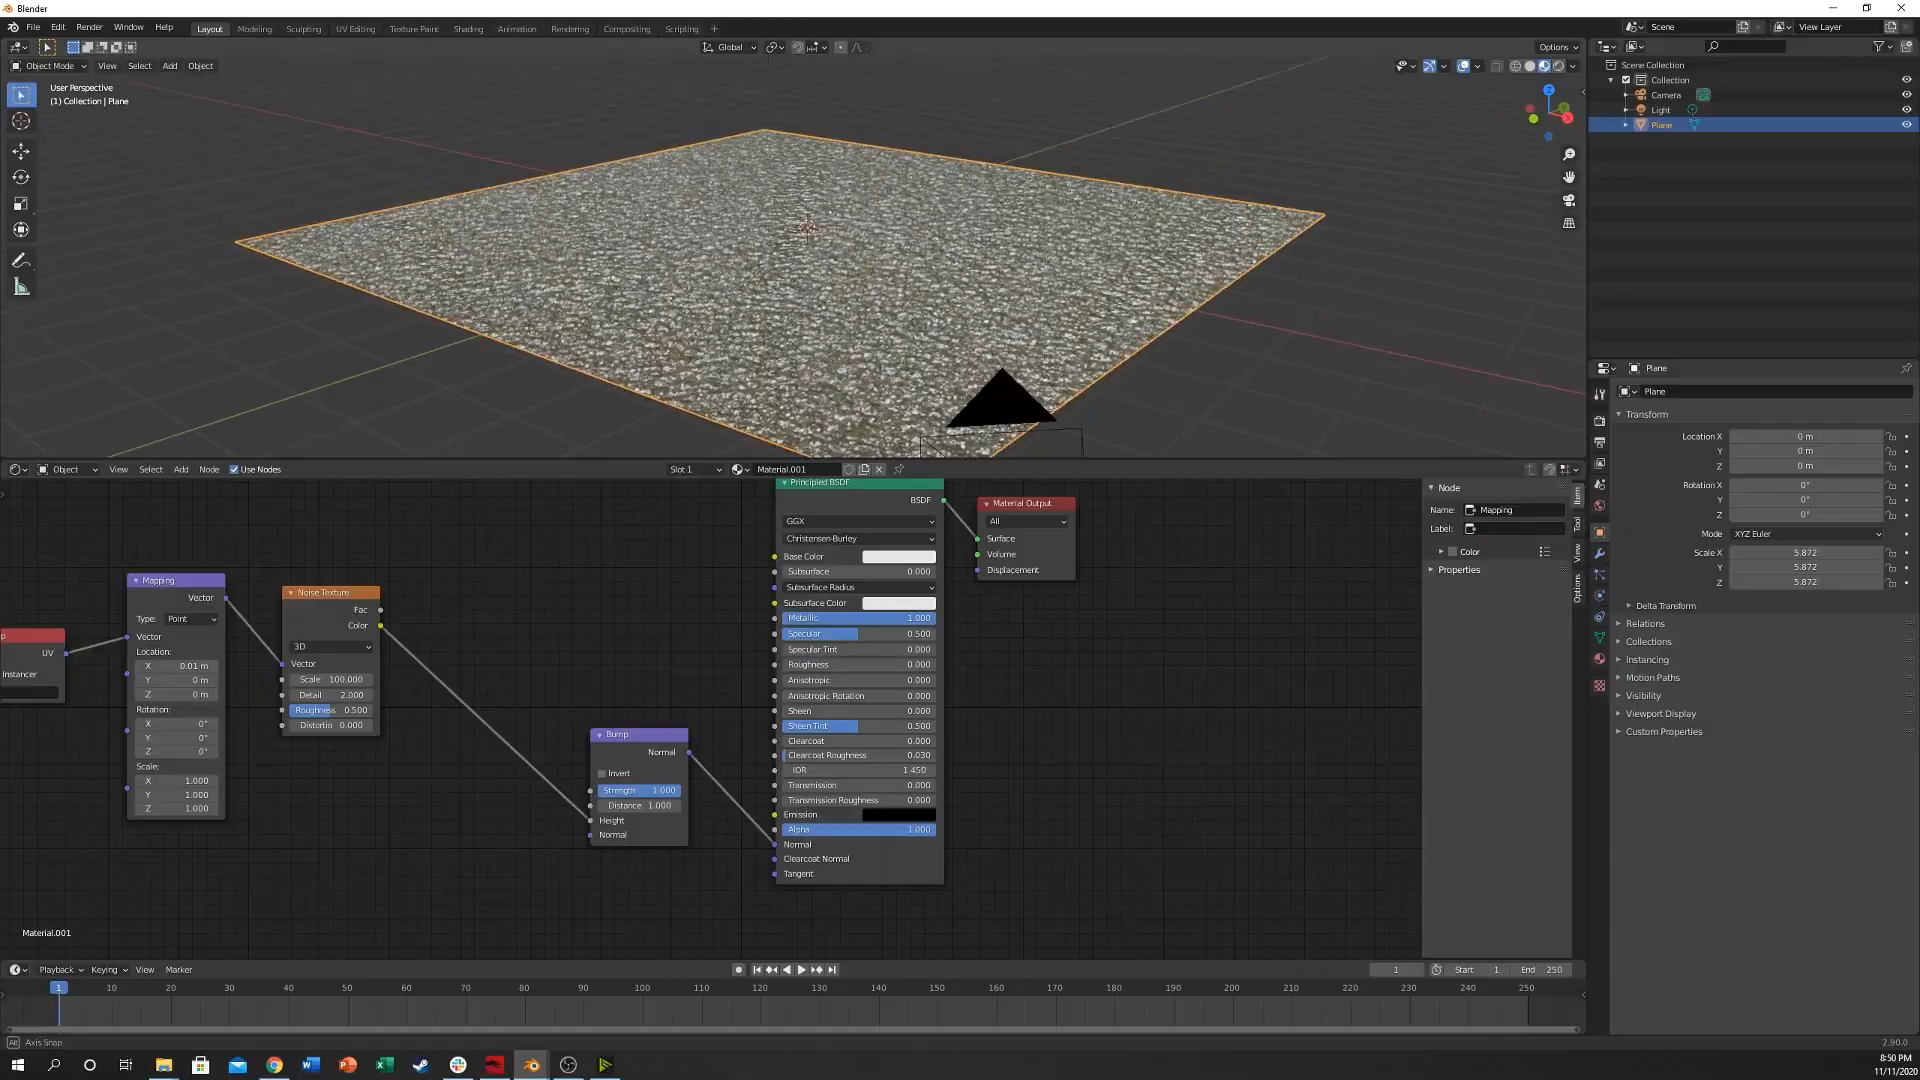 Blender
File Edit Render Window Help
Layout Modeling Sculpting UV Editing Texture Paint Shading Animation Rendering Compositing Scripting +
Scene
View Layer
Global
Options
Object Mode View Select Add Object
User Perspective
(1) Collection | Plane
Scene Collection
Collection
Camera
Light
Plane
Plane
Plane
Transform
Location X 0 m
Y 0 m
Z 0 m
Rotation X 0°
Y 0°
Z 0°
Mode XYZ Euler
Scale X 5.872
Y 5.872
Z 5.872
Delta Transform
Relations
Collections
Instancing
Motion Paths
Visibility
Viewport Display
Custom Properties
Object View Select Add Node Use Nodes
Slot 1
Material.001
p
UV
Instancer
Mapping
Vector
Type: Point
Vector
Location:
X 0.01 m
Y 0 m
Z 0 m
Rotation:
X 0°
Y 0°
Z 0°
Scale:
X 1.000
Y 1.000
Z 1.000
Noise Texture
Fac
Color
3D
Vector
Scale 100.000
Detail 2.000
Roughness 0.500
Distortio 0.000
Bump
Normal
Invert
Strength 1.000
Distance 1.000
Height
Normal
Principled BSDF
BSDF
GGX
Christensen-Burley
Base Color
Subsurface 0.000
Subsurface Radius
Subsurface Color
Metallic 1.000
Specular 0.500
Specular Tint 0.000
Roughness 0.000
Anisotropic 0.000
Anisotropic Rotation 0.000
Sheen 0.000
Sheen Tint 0.500
Clearcoat 0.000
Clearcoat Roughness 0.030
IOR 1.450
Transmission 0.000
Transmission Roughness 0.000
Emission
Alpha 1.000
Normal
Clearcoat Normal
Tangent
Material Output
All
Surface
Volume
Displacement
Node
Name: Mapping
Label:
Color
Properties
Item
Tool
View
Options
Material.001
Playback Keying View Marker
1
Start 1
End 250
1 10 20 30 40 50 60 70 80 90 100 110 120 130 140 150 160 170 180 190 200 210 220 230 240 250
Alt Axis Snap
2.90.0
8:50 PM
11/11/2020